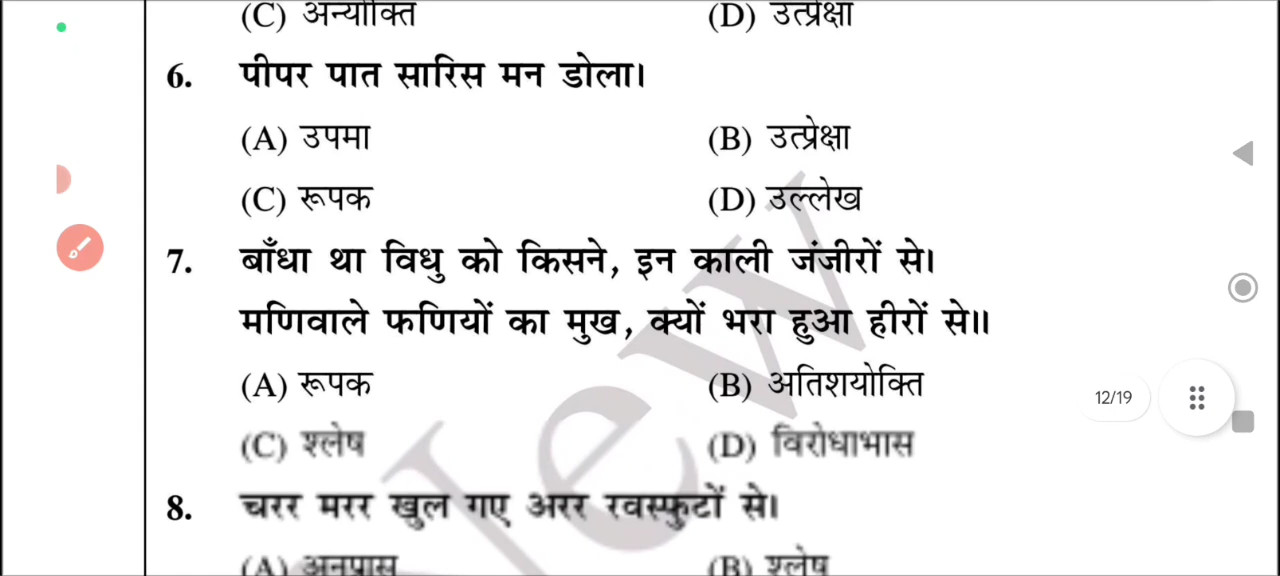 (C) अन्योक्ति (D) उत्प्रेक्षा
6. पीपर पात सारिस मन डोला।
(A) उपमा (B) उत्प्रेक्षा
(C) रूपक (D) उल्लेख
7. बाँधा था विधु को किसने, इन काली जंजीरों से।
मणिवाले फणियों का मुख, क्यों भरा हुआ हीरों से॥
(A) रूपक (B) अतिशयोक्ति
12/19
(C) श्लेष (D) विरोधाभास
8. चरर मरर खुल गए अरर रवस्फुटों से।
(A) अनुप्रास (B) श्लेष